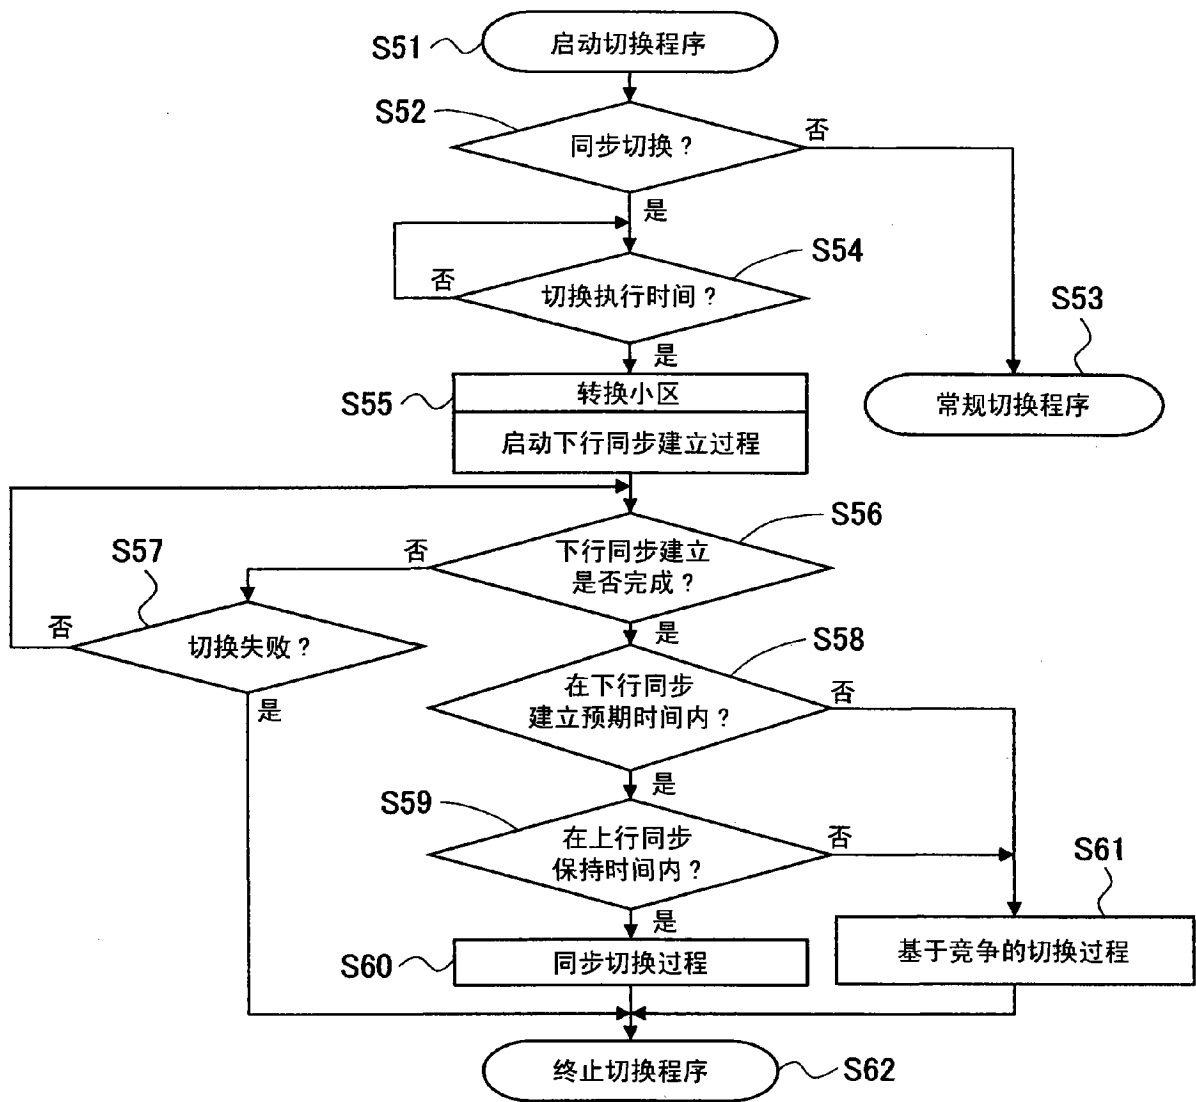 S51
启动切换程序
S52
同步切换？
否
是
S54
否
切换执行时间？
是
S53
常规切换程序
S55
转换小区
启动下行同步建立过程
S56
下行同步建立
是否完成？
否
是
S57
否
切换失败？
是
S58
在下行同步
建立预期时间内？
否
是
S59
在上行同步
保持时间内？
否
是
S61
基于竞争的切换过程
S60
同步切换过程
终止切换程序
S62